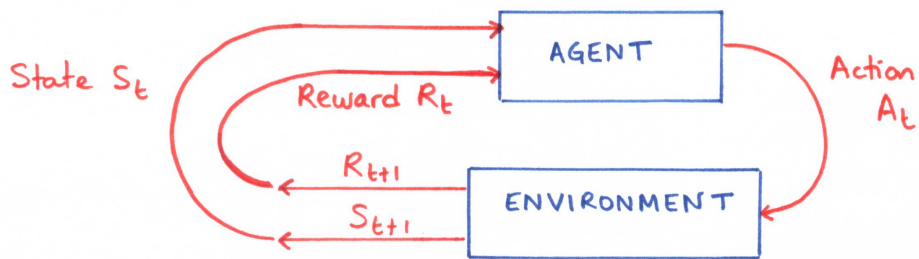 AGENT
State Sₜ
Action
Aₜ
Reward Rₜ
Rₜ₊₁
ENVIRONMENT
Sₜ₊₁